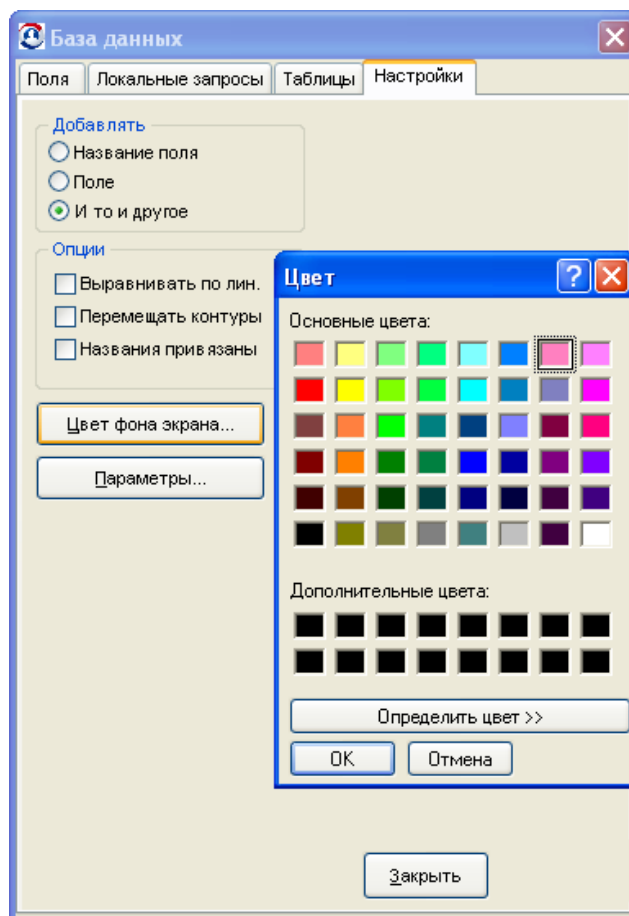 База данных
Поля Локальные запросы Таблицы Настройки
Добавлять
Название поля
Поле
И то и другое
Опции
Выравнивать по лин.
Перемещать контуры
Названия привязаны
Цвет фона экрана...
Параметры...
Цвет
Основные цвета:
Дополнительные цвета:
Определить цвет >>
OK Отмена
Закрыть